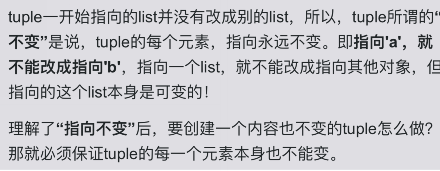 tuple一开始指向的list并没有改成别的list，所以，tuple所谓的“
不变”是说，tuple的每个元素，指向永远不变。即指向'a'，就
不能改成指向'b'，指向一个list，就不能改成指向其他对象，但
指向的这个list本身是可变的！
理解了“指向不变”后，要创建一个内容也不变的tuple怎么做？
那就必须保证tuple的每一个元素本身也不能变。